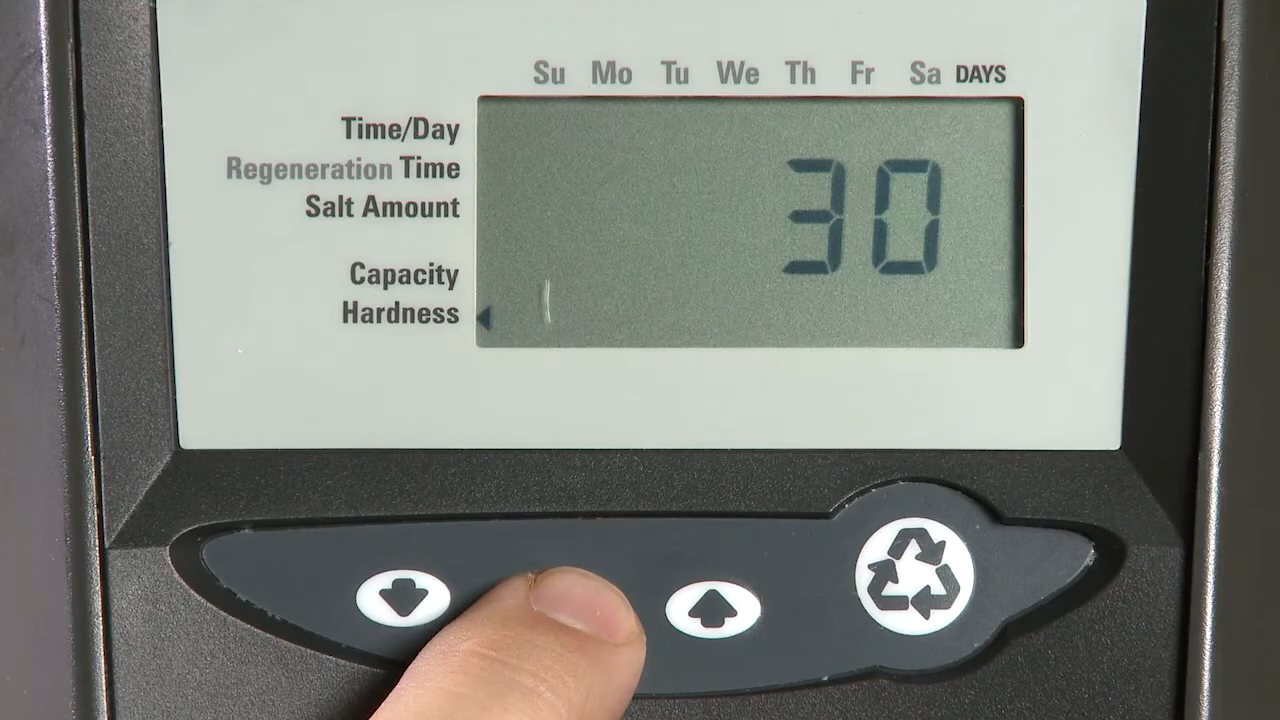 Su Mo Tu We Th Fr Sa DAYS
Time/Day
Regeneration Time
Salt Amount
Capacity
Hardness
30